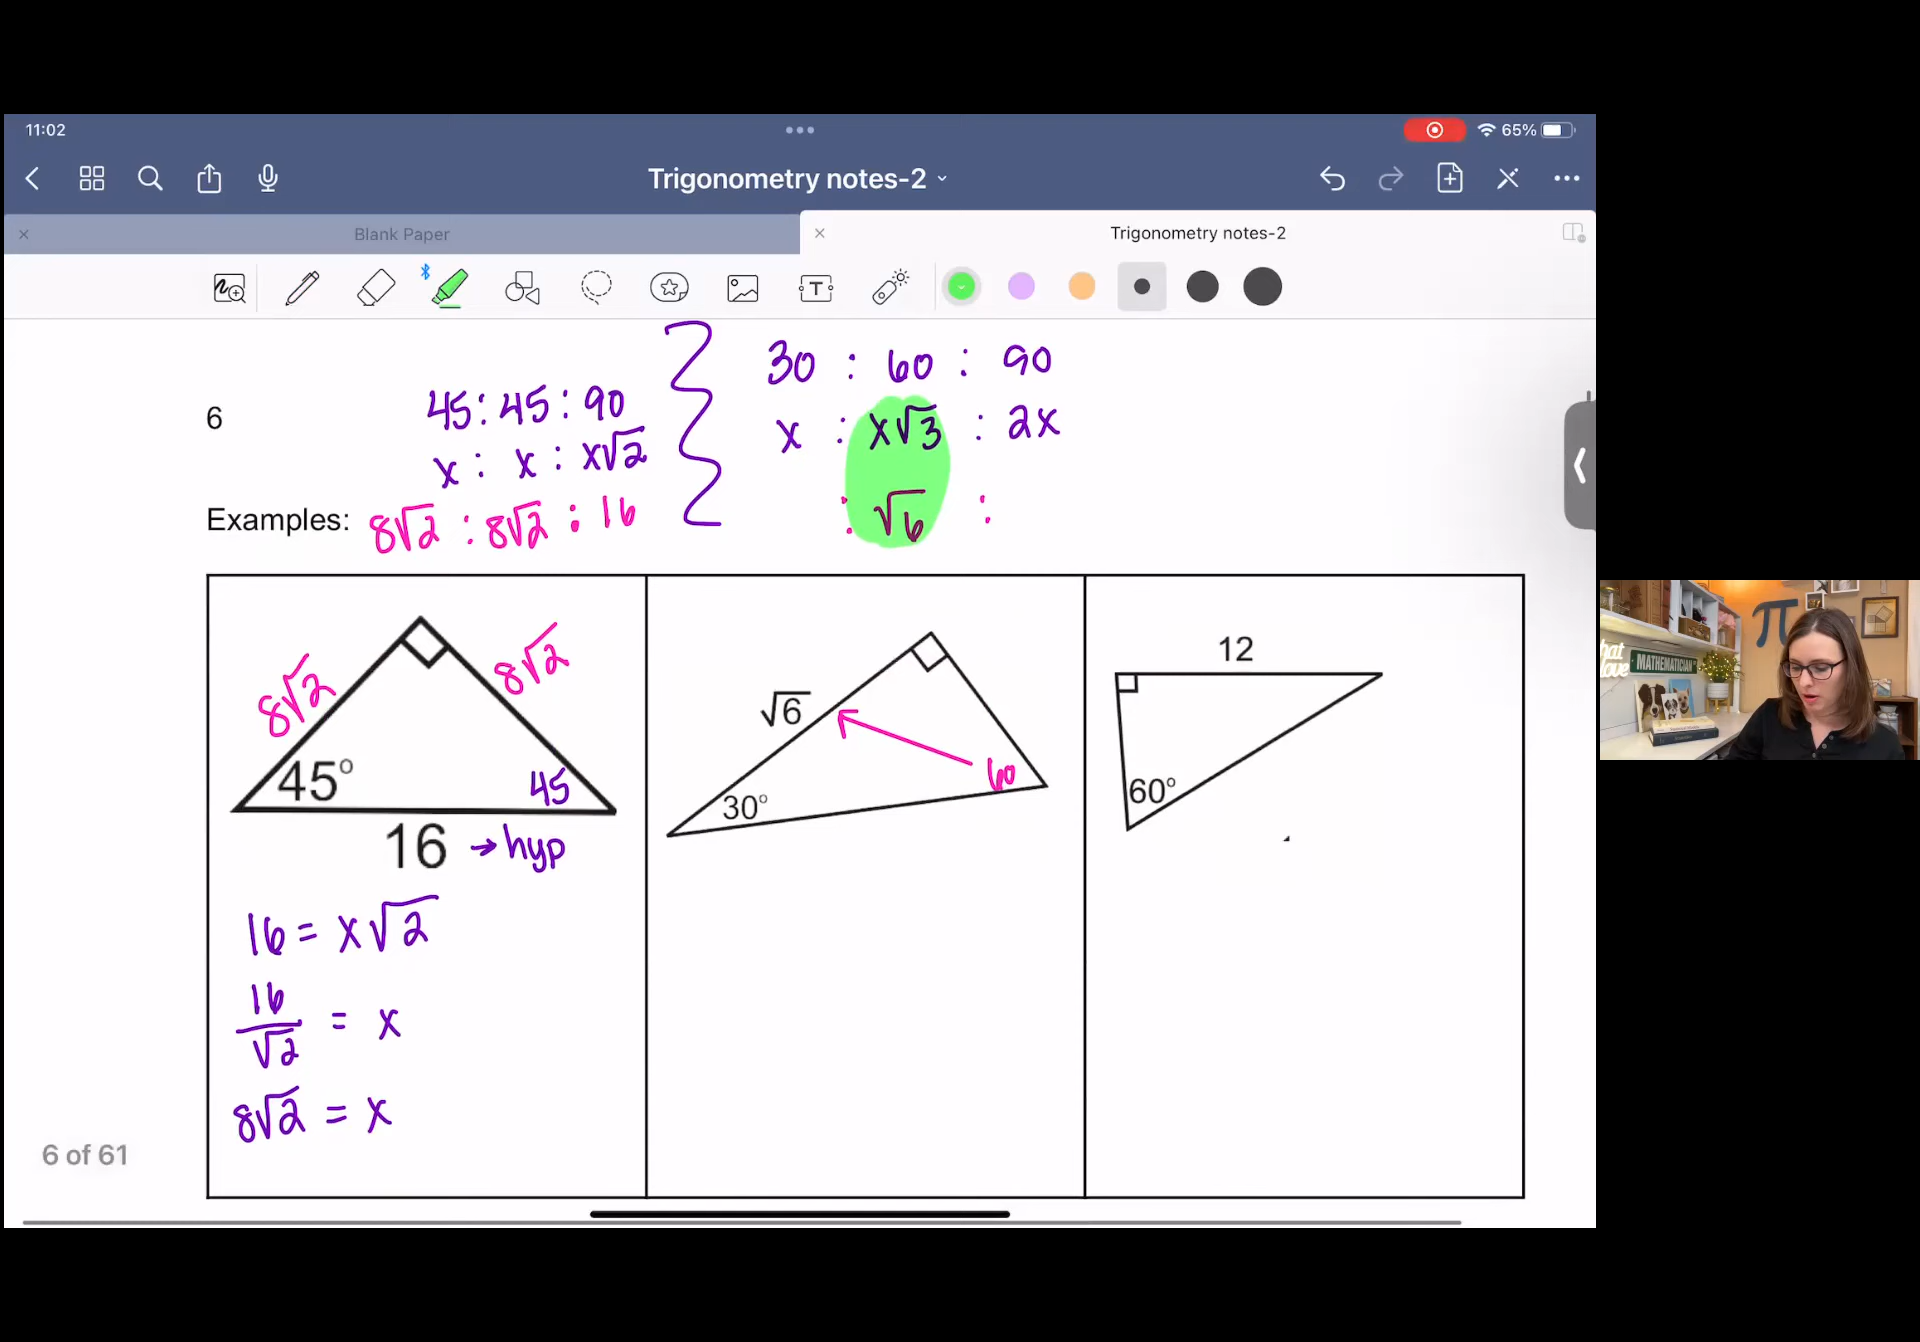 11:02
65%
Trigonometry notes-2
Blank Paper
Trigonometry notes-2
T
30 : 60 : 90
6
45 : 45 : 90
x : x√3 : 2x
x : x : x√2
Examples: 8√2 : 8√2 : 16
: √6 :
8√2
8√2
45°
45
16 → hyp
16 = x√2
16/√2 = x
8√2 = x
√6
30°
60
12
60°
6 of 61
π
MATHEMATICIAN